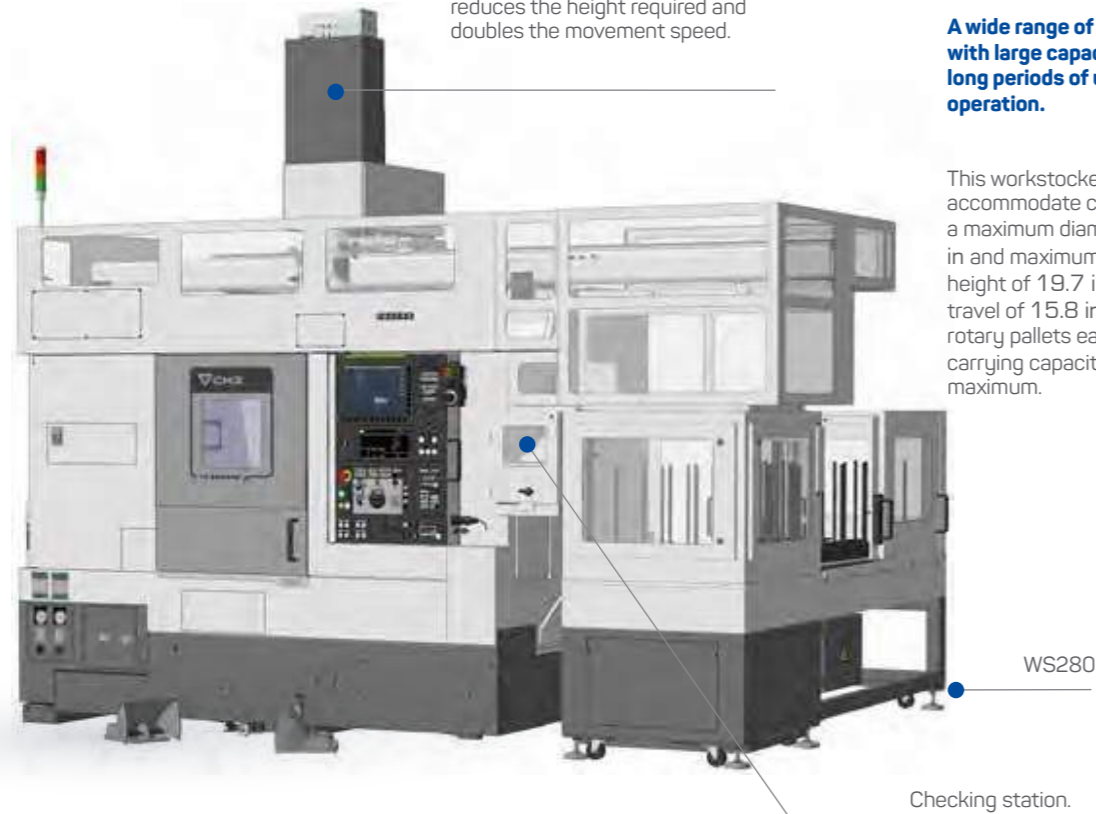 reduces the height required and
doubles the movement speed.
A wide range of
with large capac
long periods of u
operation.
This workstocke
accommodate c
a maximum diam
in and maximum
height of 19.7 i
travel of 15.8 in
rotary pallets ea
carrying capacit
maximum.
WS280
Checking station.